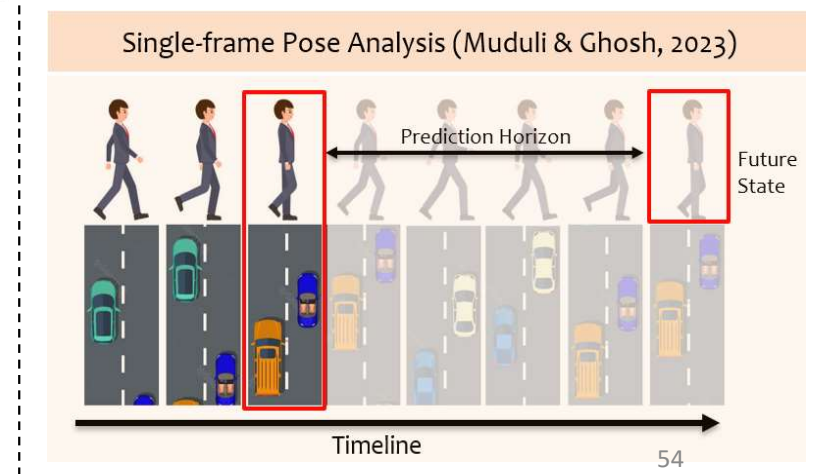 Single-frame Pose Analysis (Muduli & Ghosh, 2023)
Prediction Horizon
Future
State
Timeline
54